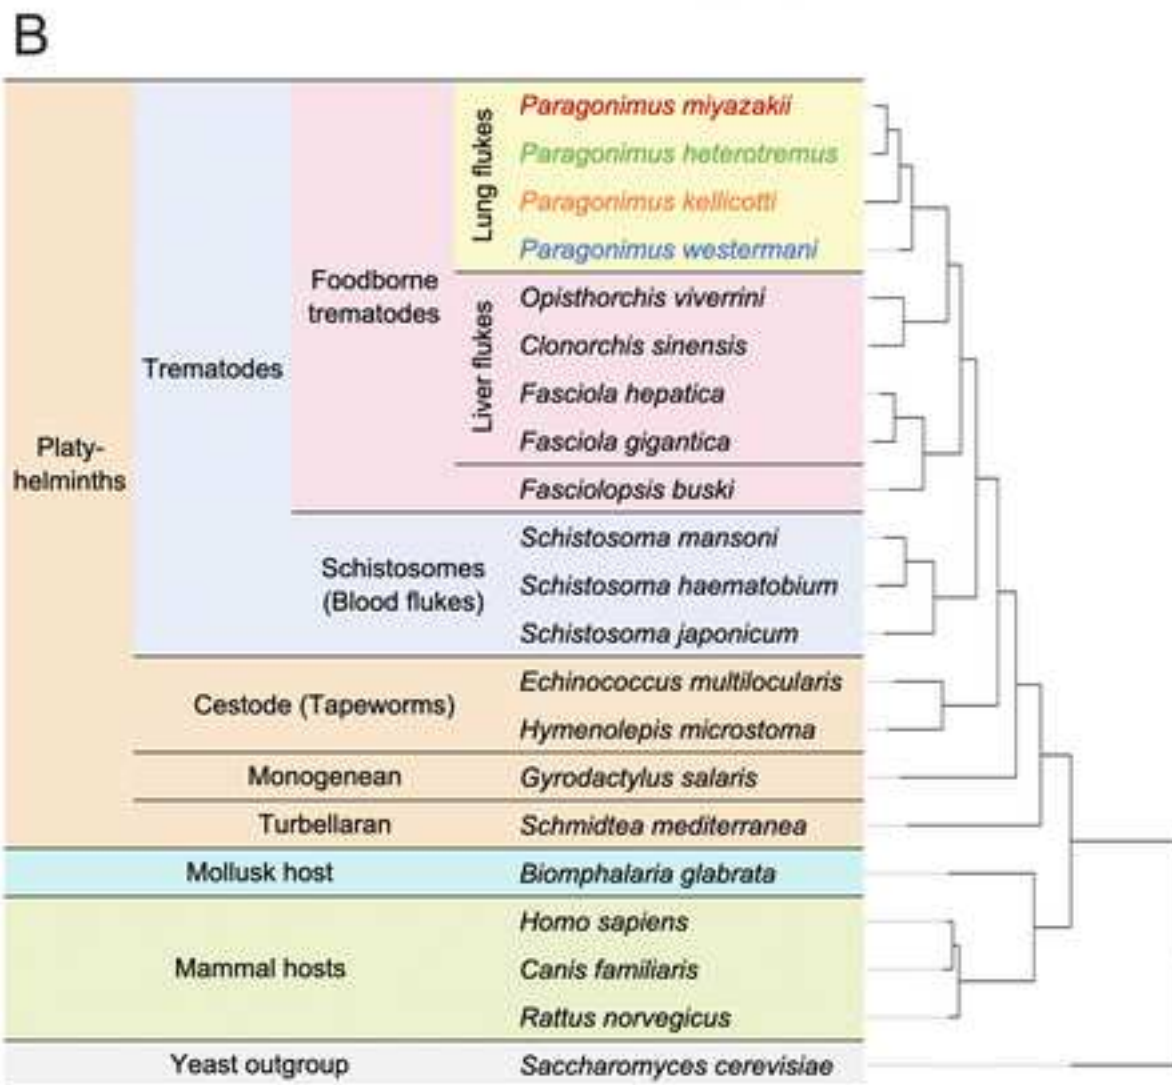 B
Platy-
helminths
Trematodes
Foodborne
trematodes
Lung flukes
Paragonimus miyazakii
Paragonimus heterotremus
Paragonimus kellicotti
Paragonimus westermani
Liver flukes
Opisthorchis viverrini
Clonorchis sinensis
Fasciola hepatica
Fasciola gigantica
Fasciolopsis buski
Schistosomes
(Blood flukes)
Schistosoma mansoni
Schistosoma haematobium
Schistosoma japonicum
Cestode (Tapeworms)
Echinococcus multilocularis
Hymenolepis microstoma
Monogenean
Gyrodactylus salaris
Turbellaran
Schmidtea mediterranea
Mollusk host
Biomphalaria glabrata
Mammal hosts
Homo sapiens
Canis familiaris
Rattus norvegicus
Yeast outgroup
Saccharomyces cerevisiae